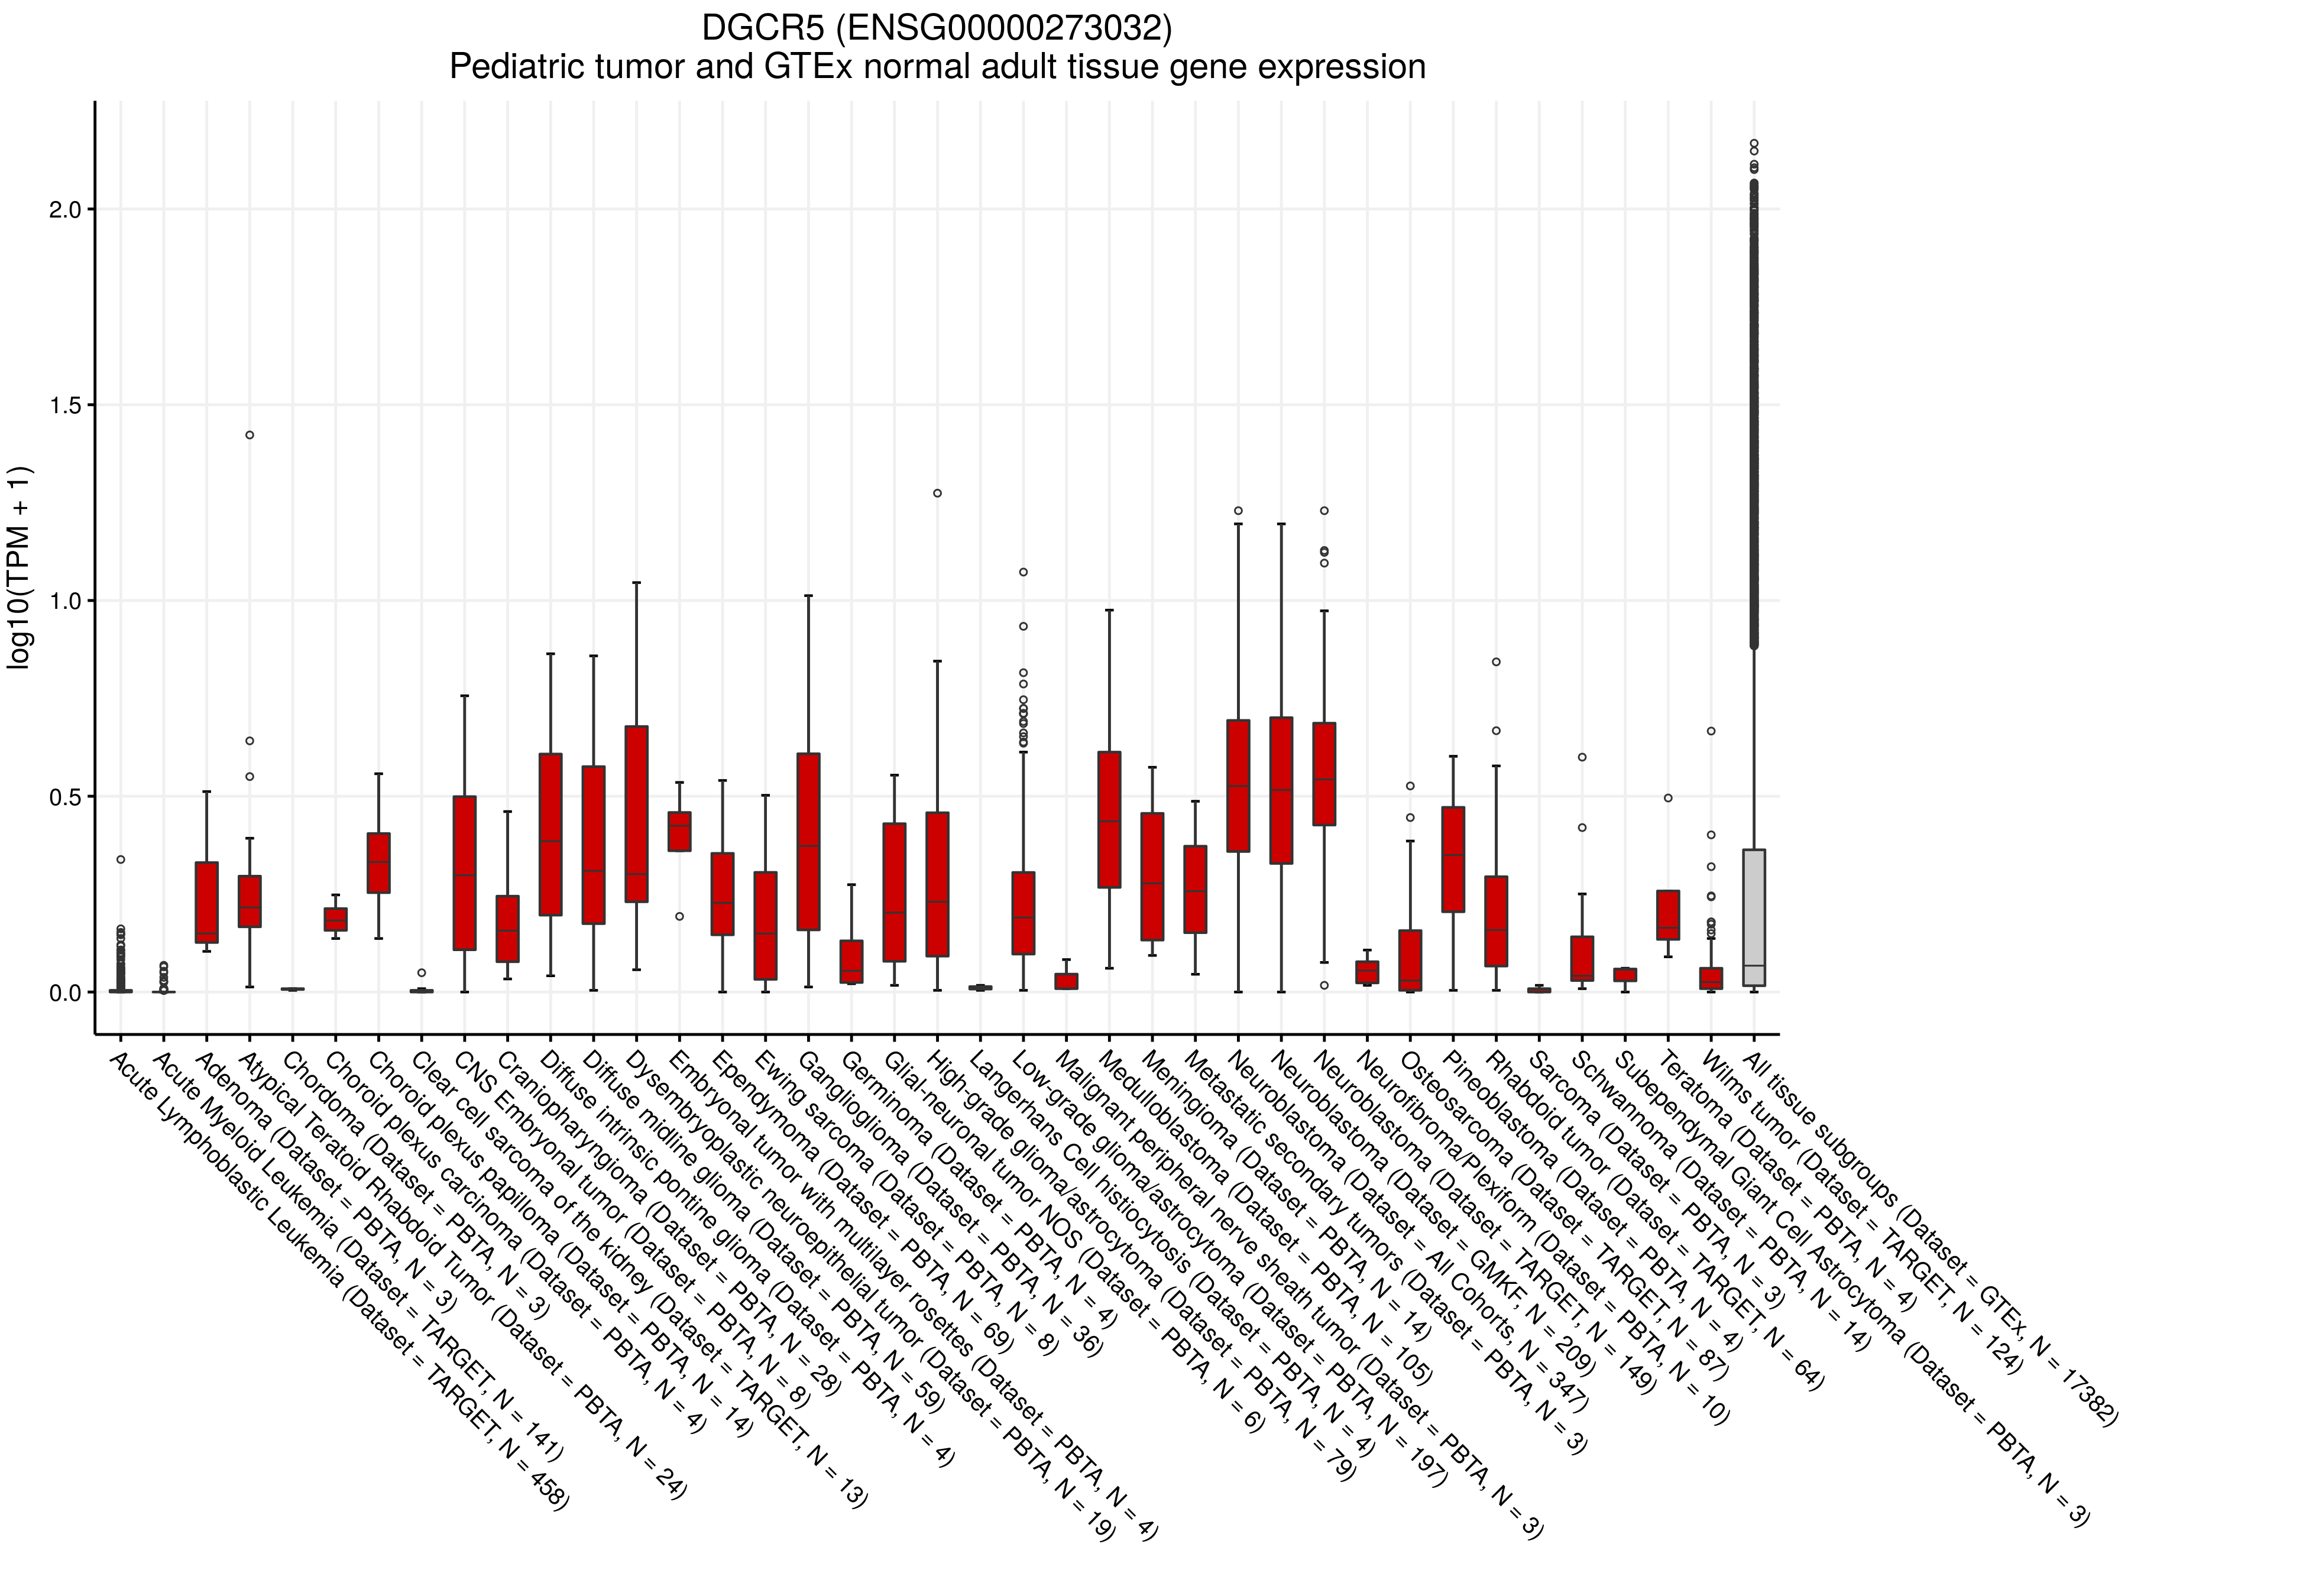 DGCR5 (ENSG00000273032)
Pediatric tumor and GTEx normal adult tissue gene expression
log10(TPM + 1)
2.0
1.5
1.0
0.5
0.0
Acute Lymphoblastic Leukemia (Dataset = TARGET, N = 458)
Acute Myeloid Leukemia (Dataset = TARGET, N = 141)
Adenoma (Dataset = PBTA, N = 3)
Atypical Teratoid Rhabdoid Tumor (Dataset = PBTA, N = 24)
Chordoma (Dataset = PBTA, N = 3)
Choroid plexus carcinoma (Dataset = PBTA, N = 4)
Choroid plexus papilloma (Dataset = PBTA, N = 14)
Clear cell sarcoma of the kidney (Dataset = TARGET, N = 13)
CNS Embryonal tumor (Dataset = PBTA, N = 8)
Craniopharyngioma (Dataset = PBTA, N = 28)
Diffuse intrinsic pontine glioma (Dataset = PBTA, N = 4)
Diffuse midline glioma (Dataset = PBTA, N = 59)
Dysembryoplastic neuroepithelial tumor (Dataset = PBTA, N = 19)
Embryonal tumor with multilayer rosettes (Dataset = PBTA, N = 4)
Ependymoma (Dataset = PBTA, N = 69)
Ewing sarcoma (Dataset = PBTA, N = 8)
Ganglioglioma (Dataset = PBTA, N = 36)
Germinoma (Dataset = PBTA, N = 4)
Glial-neuronal tumor NOS (Dataset = PBTA, N = 6)
High-grade glioma/astrocytoma (Dataset = PBTA, N = 79)
Langerhans Cell histiocytosis (Dataset = PBTA, N = 4)
Low-grade glioma/astrocytoma (Dataset = PBTA, N = 197)
Malignant peripheral nerve sheath tumor (Dataset = PBTA, N = 3)
Medulloblastoma (Dataset = PBTA, N = 105)
Meningioma (Dataset = PBTA, N = 14)
Metastatic secondary tumors (Dataset = PBTA, N = 3)
Neuroblastoma (Dataset = All Cohorts, N = 347)
Neuroblastoma (Dataset = GMKF, N = 209)
Neuroblastoma (Dataset = TARGET, N = 149)
Neurofibroma/Plexiform (Dataset = PBTA, N = 10)
Osteosarcoma (Dataset = TARGET, N = 87)
Pineoblastoma (Dataset = PBTA, N = 4)
Rhabdoid tumor (Dataset = TARGET, N = 64)
Sarcoma (Dataset = PBTA, N = 3)
Schwannoma (Dataset = PBTA, N = 14)
Subependymal Giant Cell Astrocytoma (Dataset = PBTA, N = 3)
Teratoma (Dataset = PBTA, N = 4)
Wilms tumor (Dataset = TARGET, N = 124)
All tissue subgroups (Dataset = GTEx, N = 17382)